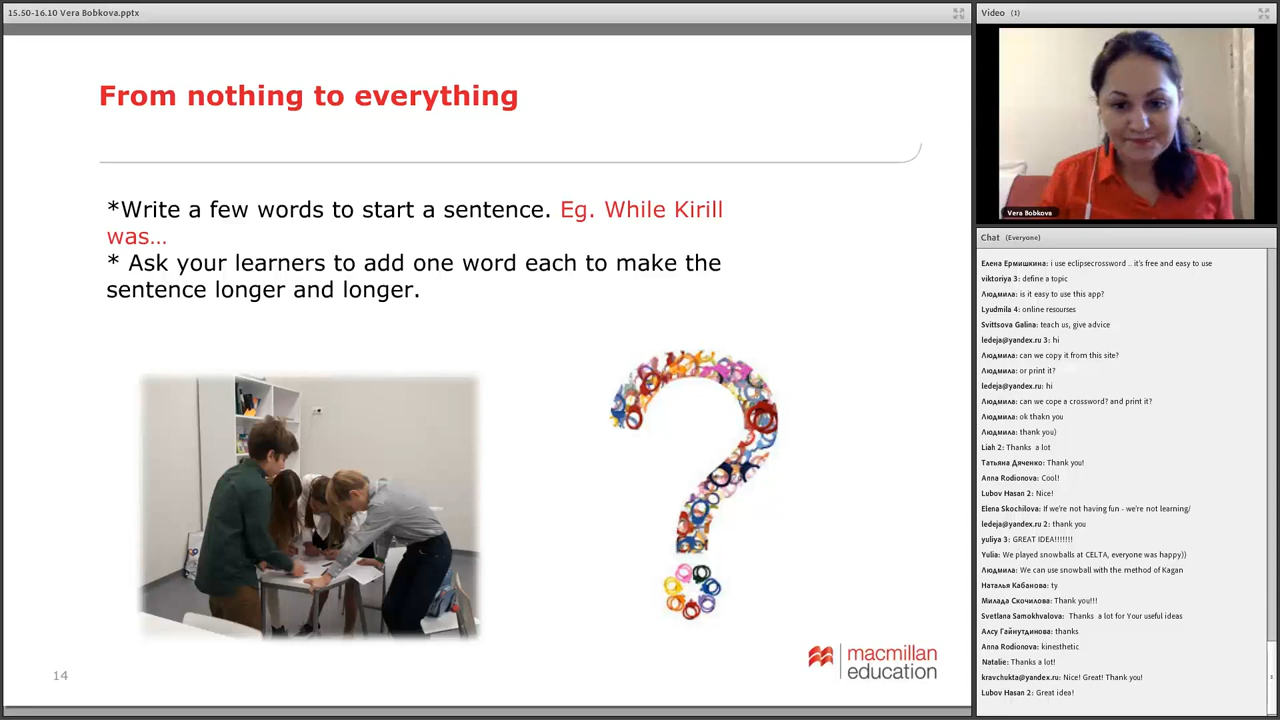 15.50-16.10 Vera Bobkova.pptx
From nothing to everything
*Write a few words to start a sentence. Eg. While Kirill
was...
* Ask your learners to add one word each to make the
sentence longer and longer.
14
macmillan
education
Video (1)
Vera Bobkova
Chat (Everyone)
Елена Ермишкина: i use eclipsecrossword .. it's free and easy to use
viktoriya 3: define a topic
Людмила: is it easy to use this app?
Lyudmila 4: online resourses
Svittsova Galina: teach us, give advice
ledeja@yandex.ru 3: hi
Людмила: can we copy it from this site?
Людмила: or print it?
ledeja@yandex.ru: hi
Людмила: can we cope a crossword? and print it?
Людмила: ok thakn you
Людмила: thank you)
Liah 2: Thanks a lot
Татьяна Дяченко: Thank you!
Anna Rodionova: Cool!
Lubov Hasan 2: Nice!
Elena Skochilova: If we're not having fun - we're not learning/
ledeja@yandex.ru 2: thank you
yuliya 3: GREAT IDEA!!!!!!!
Yulia: We played snowballs at CELTA, everyone was happy))
Людмила: We can use snowball with the method of Kagan
Наталья Кабанова: ty
Милада Скочилова: Thank you!!!
Svetlana Samokhvalova: Thanks a lot for Your useful ideas
Алсу Гайнутдинова: thanks
Anna Rodionova: kinesthetic
Natalie: Thanks a lot!
kravchukta@yandex.ru: Nice! Great! Thank you!
Lubov Hasan 2: Great idea!